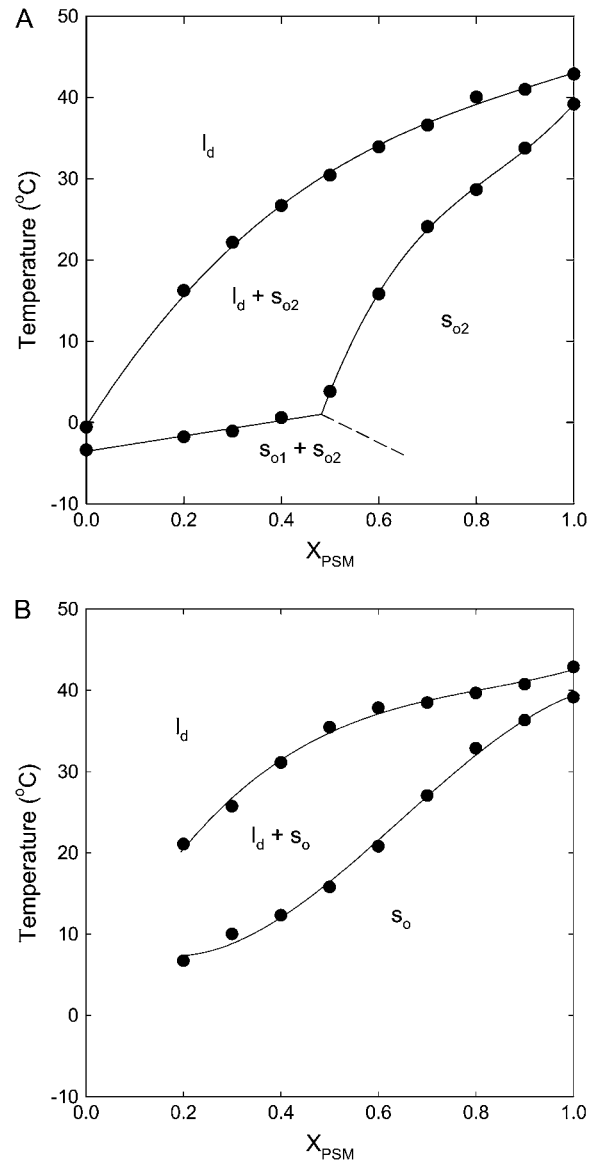 A
50
40
30
20
10
0
-10
Temperature (°C)
l_d
l_d + s_o2
s_o2
s_o1 + s_o2
0.0 0.2 0.4 0.6 0.8 1.0
X_PSM
B
50
40
30
20
10
0
-10
Temperature (°C)
l_d
l_d + s_o
s_o
0.0 0.2 0.4 0.6 0.8 1.0
X_PSM